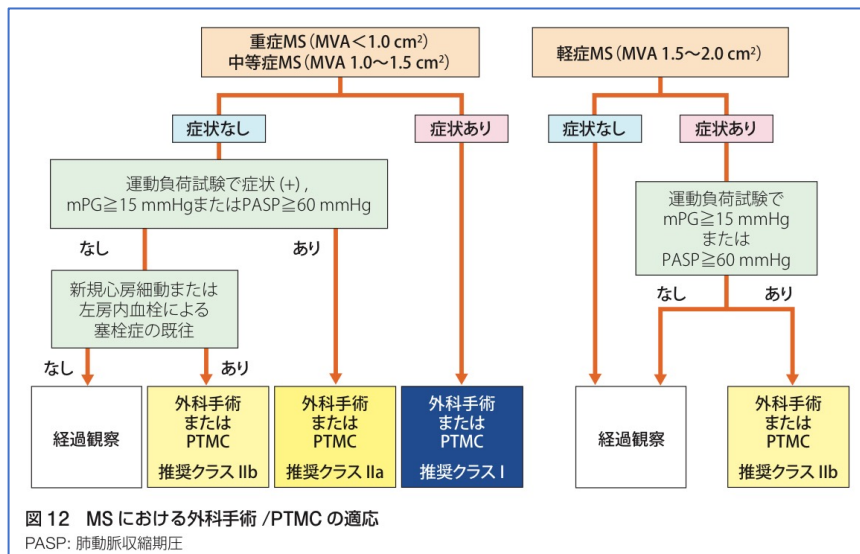 重症MS(MVA<1.0 cm²)
中等症MS(MVA 1.0〜1.5 cm²)
軽症MS(MVA 1.5〜2.0 cm²)
症状なし
症状あり
症状なし
症状あり
運動負荷試験で症状(+),
mPG≧15 mmHgまたはPASP≧60 mmHg
運動負荷試験で
mPG≧15 mmHg
または
PASP≧60 mmHg
なし
あり
新規心房細動または
左房内血栓による
塞栓症の既往
なし
あり
なし
あり
経過観察
外科手術
または
PTMC
推奨クラス IIb
外科手術
または
PTMC
推奨クラス IIa
外科手術
または
PTMC
推奨クラス I
経過観察
外科手術
または
PTMC
推奨クラス IIb
図 12 MS における外科手術 /PTMC の適応
PASP: 肺動脈収縮期圧